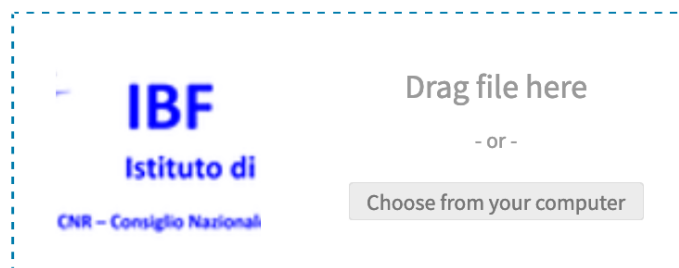 IBF
Istituto di
CNR – Consiglio Nazionale
Drag file here
- or -
Choose from your computer